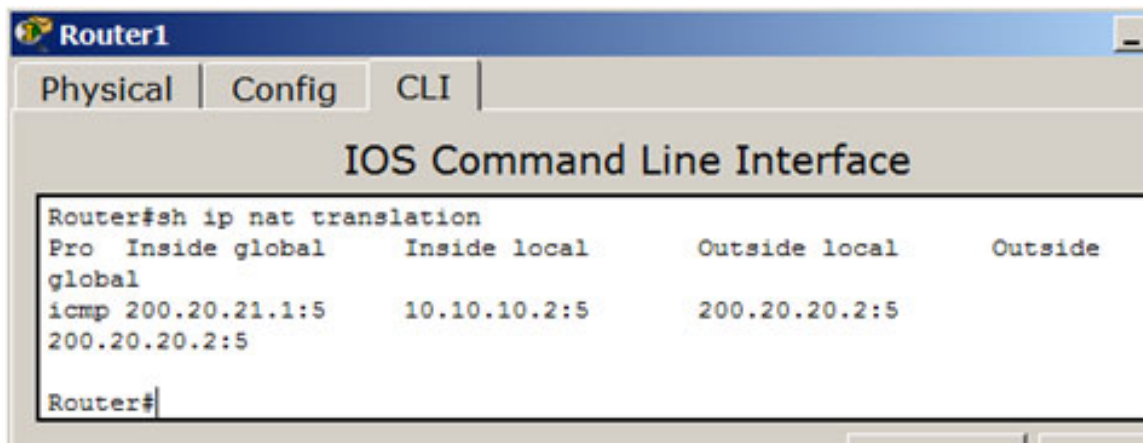 Router1
Physical Config CLI
IOS Command Line Interface
Router#sh ip nat translation
Pro Inside global Inside local Outside local Outside
global
icmp 200.20.21.1:5 10.10.10.2:5 200.20.20.2:5
200.20.20.2:5
Router#